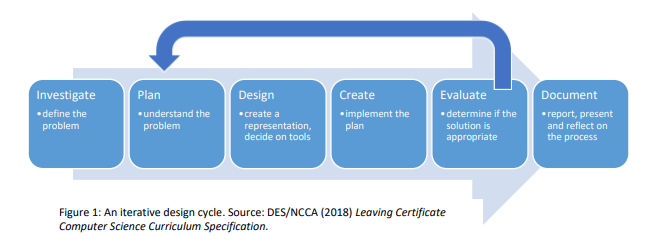 Investigate
•define the
problem
Plan
•understand the
problem
Design
•create a
representation,
decide on tools
Create
•implement the
plan
Evaluate
•determine if the
solution is
appropriate
Document
•report, present
and reflect on
the process
Figure 1: An iterative design cycle. Source: DES/NCCA (2018) Leaving Certificate
Computer Science Curriculum Specification.